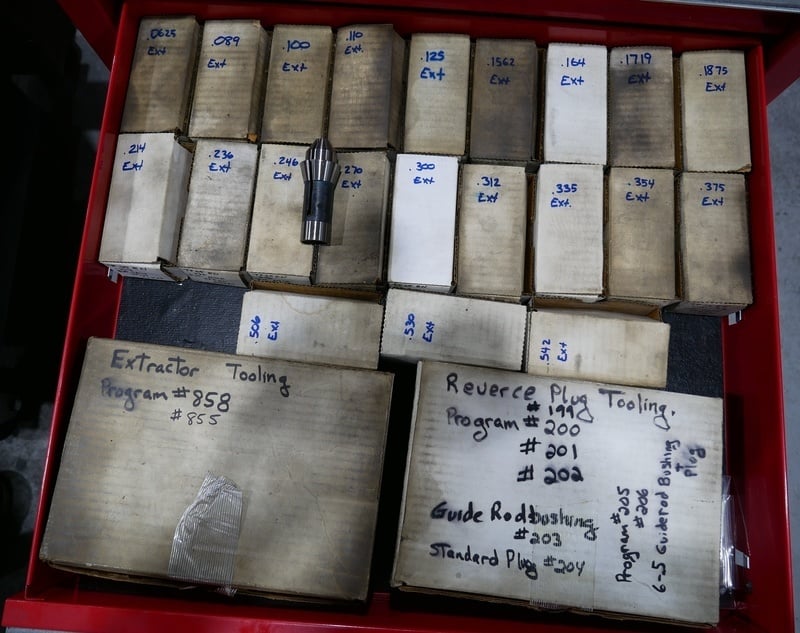 .0625
Ext
.089
Ext
.100
Ext
.110
Ext
.125
Ext
.1562
Ext
.164
Ext
.1719
Ext
.1875
Ext
.214
Ext
.236
Ext
.246
Ext
.270
Ext
.300
Ext
.312
Ext
.335
Ext.
.354
Ext
.375
Ext
.506
Ext
.530
Ext
.542
Ext
Extractor Tooling
Program #858
#855
Reverce Plug Tooling.
# 199
Program # 200
# 201
# 202
Guide Rod bushing
#203
Standard Plug #204
Program #205
#206
6-5 Guiderod Bushing
+ Plug